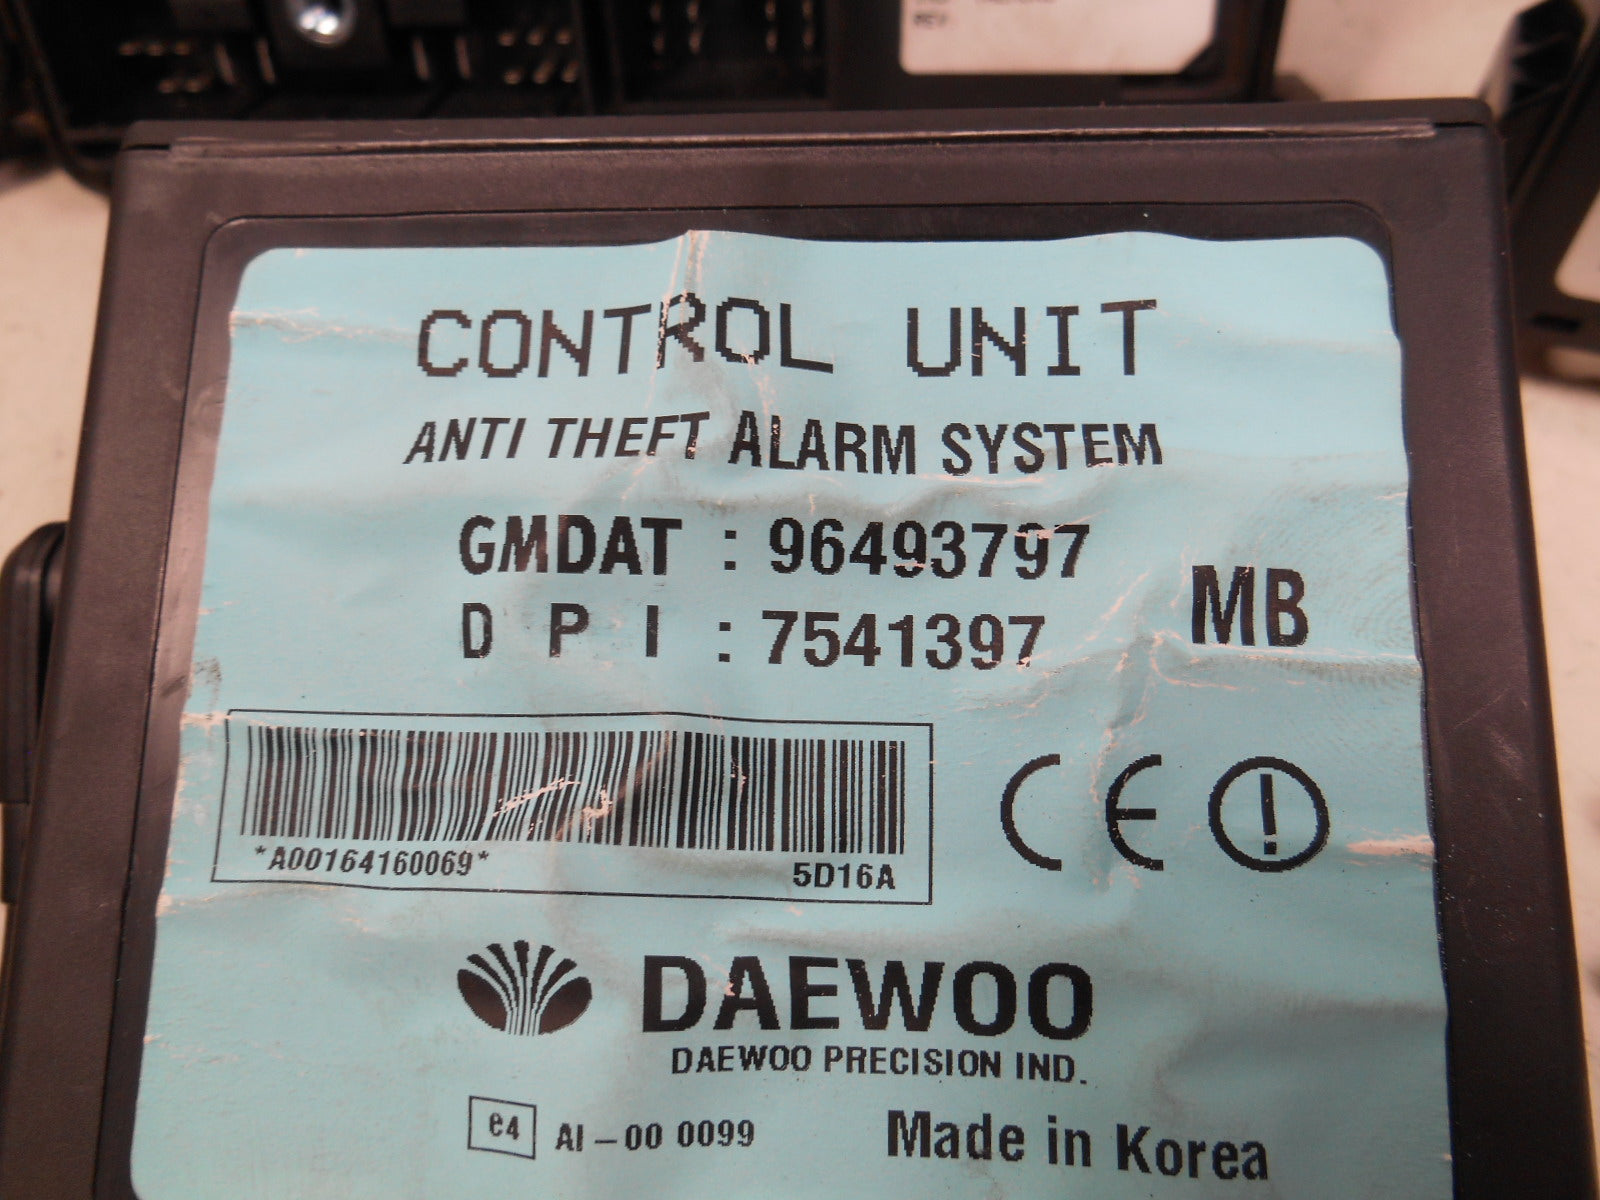 REV.
CONTROL UNIT
ANTI THEFT ALARM SYSTEM
GMDAT : 96493797
D P I : 7541397
MB
*A00164160069*
5D16A
CE
DAEWOO
DAEWOO PRECISION IND.
e4 AI-00 0099
Made in Korea